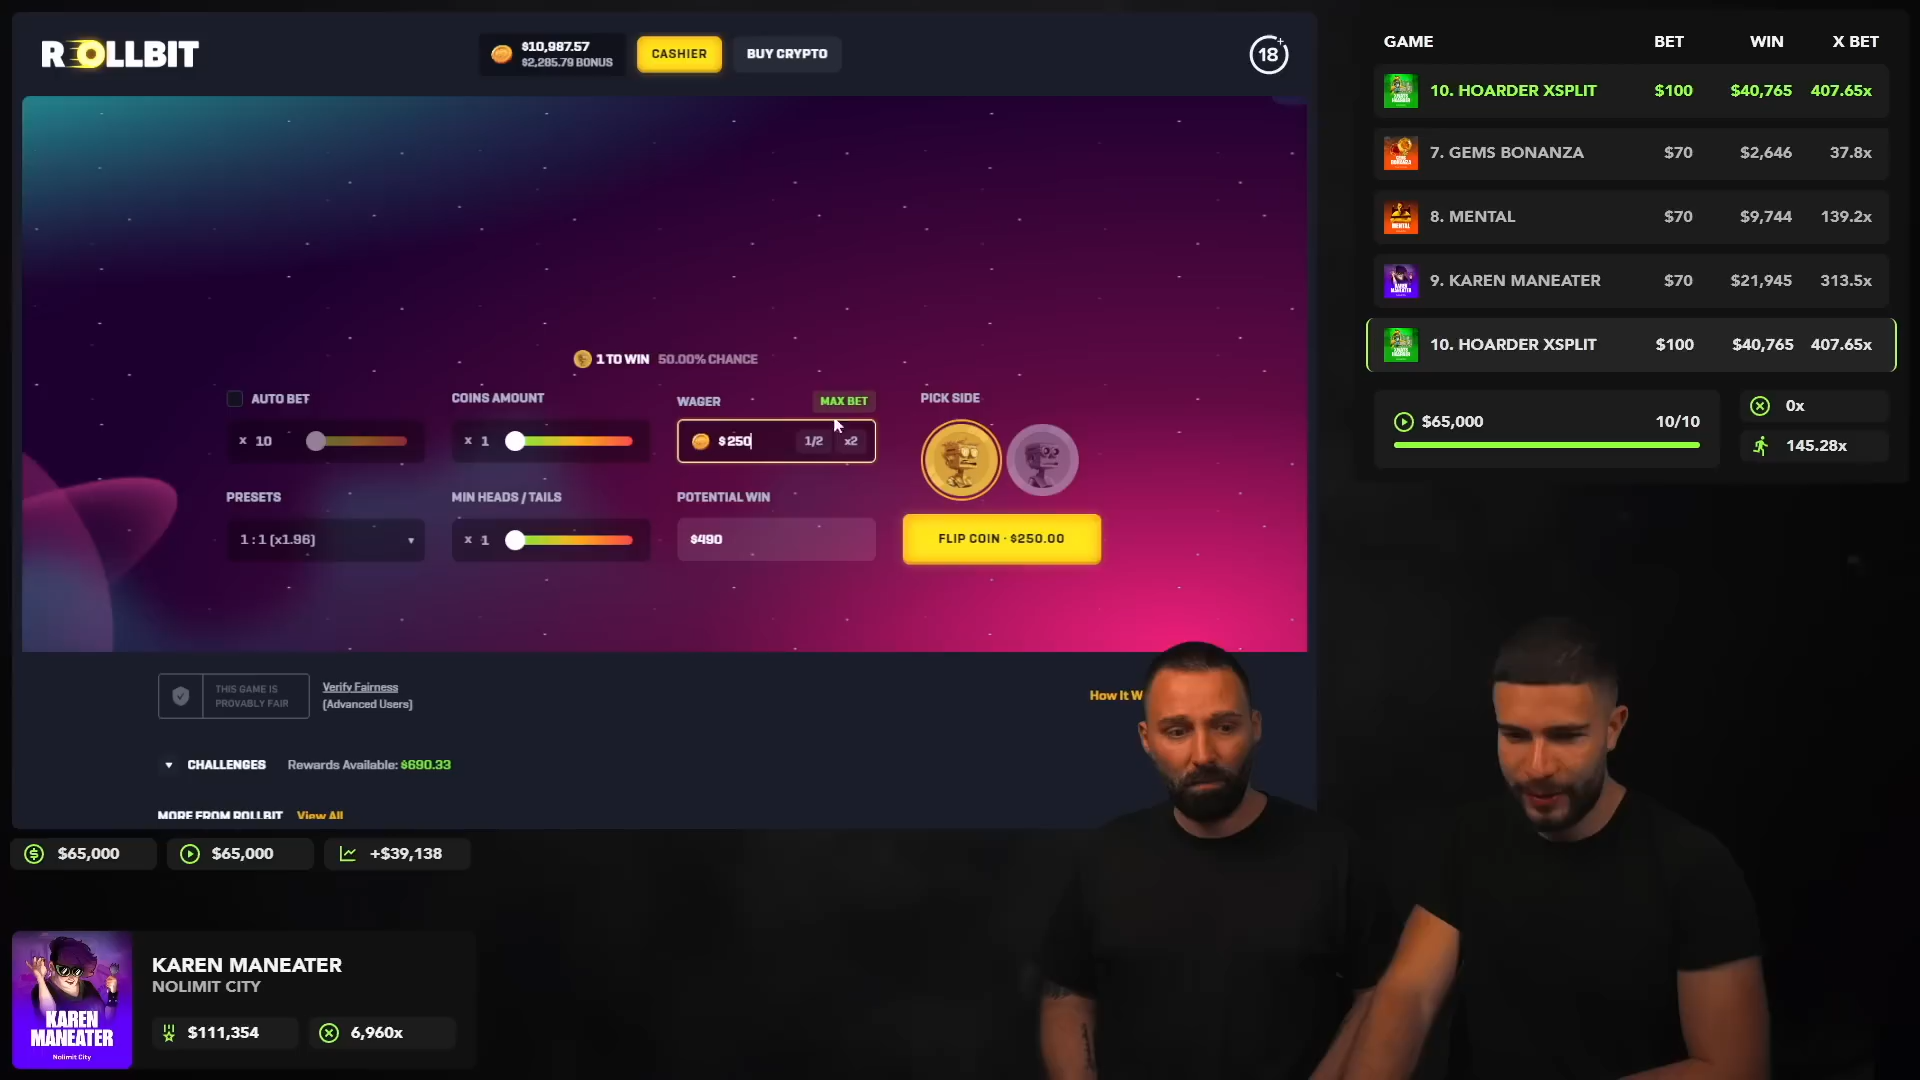 ROLLBIT
$10,987.57
$2,285.79 BONUS
CASHIER
BUY CRYPTO
18+
1 TO WIN 50.00% CHANCE
AUTO BET
x 10
COINS AMOUNT
x 1
WAGER
MAX BET
$250
1/2
x2
PICK SIDE
PRESETS
1 : 1 (x1.96)
MIN HEADS / TAILS
x 1
POTENTIAL WIN
$490
FLIP COIN · $250.00
THIS GAME IS
PROVABLY FAIR
Verify Fairness
(Advanced Users)
How It W
CHALLENGES
Rewards Available: $690.33
MORE FROM ROLLBIT
View All
GAME BET WIN X BET
10. HOARDER XSPLIT $100 $40,765 407.65x
7. GEMS BONANZA $70 $2,646 37.8x
8. MENTAL $70 $9,744 139.2x
9. KAREN MANEATER $70 $21,945 313.5x
10. HOARDER XSPLIT $100 $40,765 407.65x
$65,000 10/10
0x
145.28x
$65,000
$65,000
+$39,138
KAREN
MANEATER
Nolimit City
KAREN MANEATER
NOLIMIT CITY
$111,354
6,960x